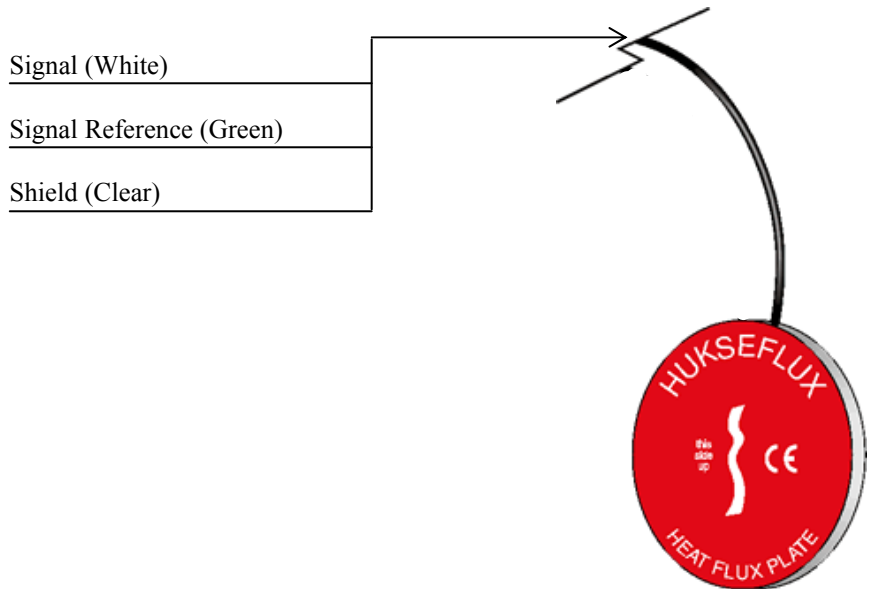 Signal (White)
Signal Reference (Green)
Shield (Clear)
HUKSEFLUX
this
side
up
CE
HEAT FLUX PLATE